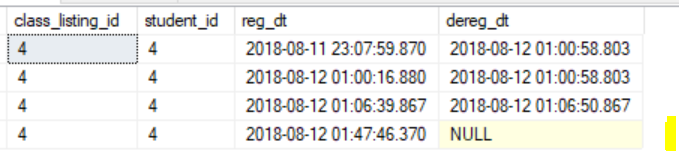 class_listing_id student_id reg_dt dereg_dt
4 4 2018-08-11 23:07:59.870 2018-08-12 01:00:58.803
4 4 2018-08-12 01:00:16.880 2018-08-12 01:00:58.803
4 4 2018-08-12 01:06:39.867 2018-08-12 01:06:50.867
4 4 2018-08-12 01:47:46.370 NULL